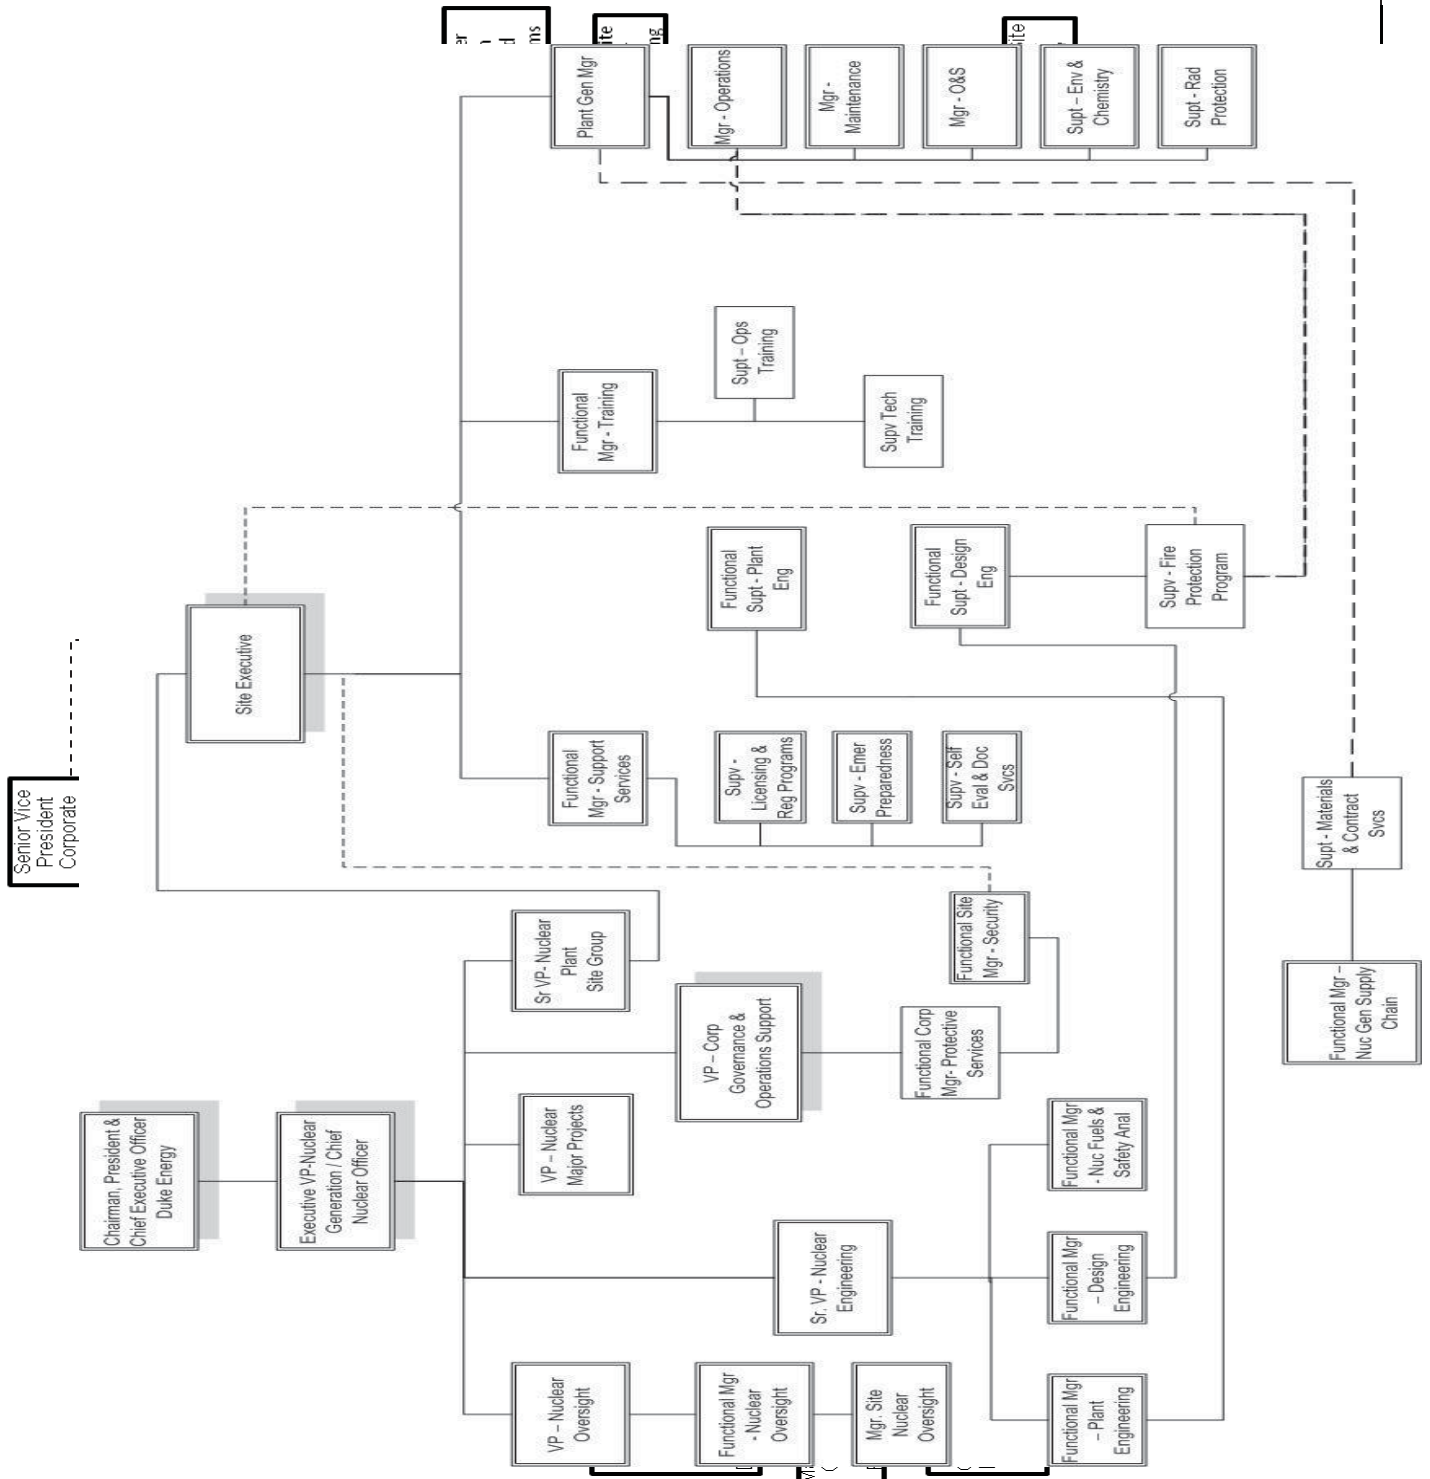 Chairman, President &
Chief Executive Officer
Duke Energy
Executive VP-Nuclear
Generation / Chief
Nuclear Officer
VP – Nuclear
Oversight
Functional Mgr
- Nuclear
Oversight
Mgr. Site
Nuclear
Oversight
Sr. VP - Nuclear
Engineering
Functional Mgr
– Plant
Engineering
Functional Mgr
– Design
Engineering
Functional Mgr
- Nuc Fuels &
Safety Anal
VP – Nuclear
Major Projects
VP – Corp
Governance &
Operations Support
Functional Corp
Mgr- Protective
Services
Functional Site
Mgr - Security
Sr VP- Nuclear
Plant
Site Group
Senior Vice
President
Corporate
Site Executive
Functional
Mgr - Support
Services
Supv -
Licensing &
Reg Programs
Supv - Emer
Preparedness
Supv - Self
Eval & Doc
Svcs
Functional
Supt - Plant
Eng
Functional
Supt - Design
Eng
Supv - Fire
Protection
Program
Functional
Mgr - Training
Supt – Ops
Training
Supv Tech
Training
Plant Gen Mgr
Mgr - Operations
Mgr -
Maintenance
Mgr - O&S
Supt – Env &
Chemistry
Supt - Rad
Protection
Functional Mgr –
Nuc Gen Supply
Chain
Supt - Materials
& Contract
Svcs